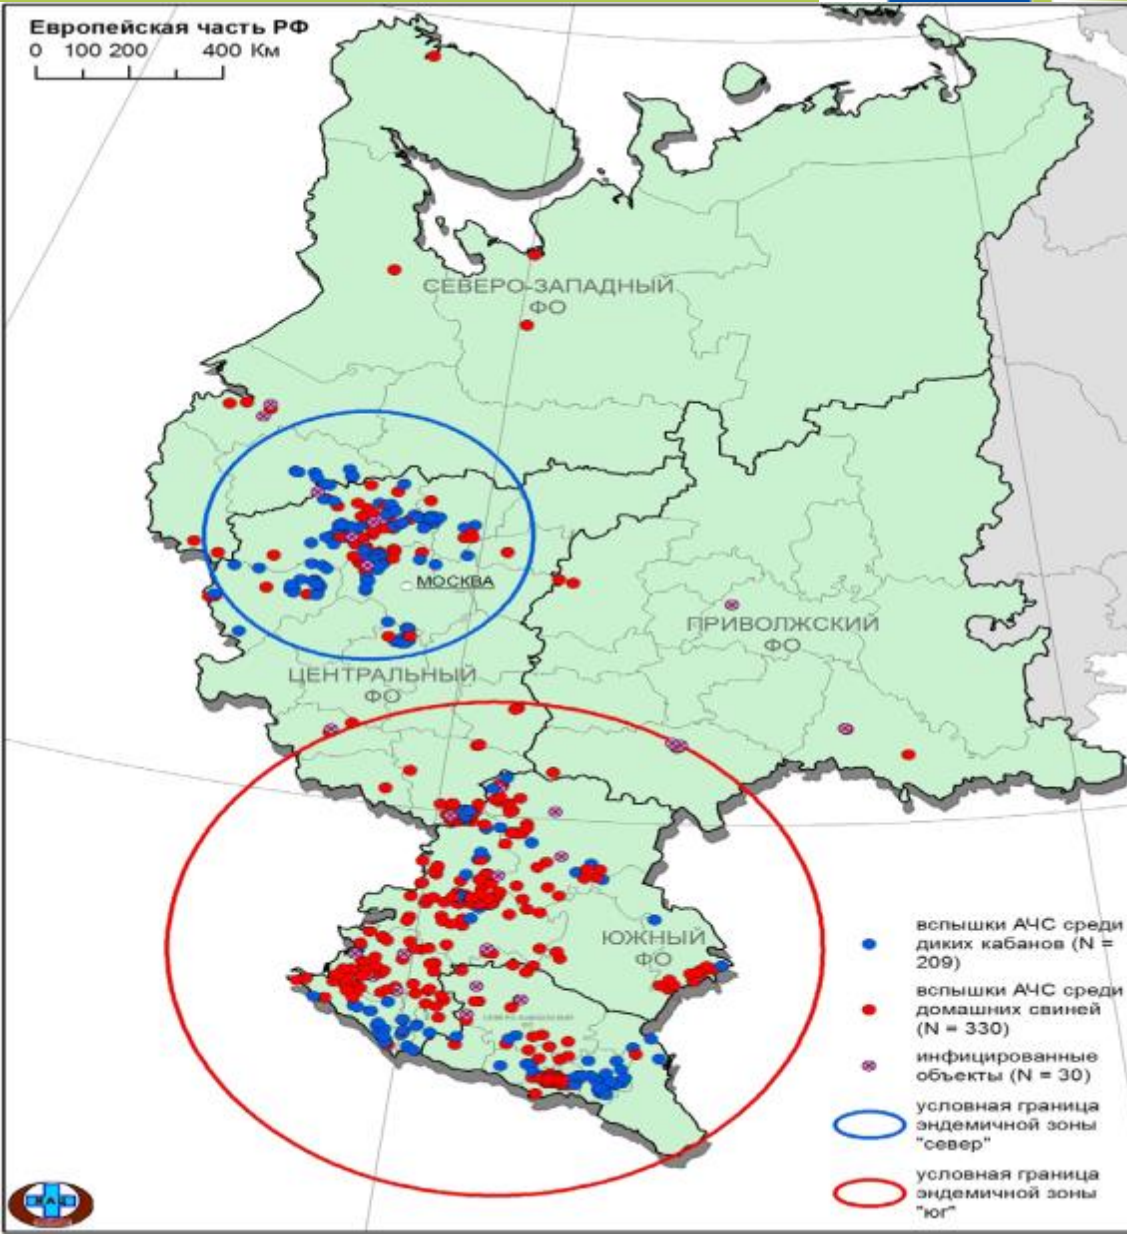 Европейская часть РФ
0 100 200 400 Км
СЕВЕРО-ЗАПАДНЫЙ
ФО
МОСКВА
ПРИВОЛЖСКИЙ
ФО
ЦЕНТРАЛЬНЫЙ
ФО
ЮЖНЫЙ
ФО
вспышки АЧС среди
диких кабанов (N =
209)
вспышки АЧС среди
домашних свиней
(N = 330)
инфицированные
объекты (N = 30)
условная граница
эндемичной зоны
"север"
условная граница
эндемичной зоны
"юг"